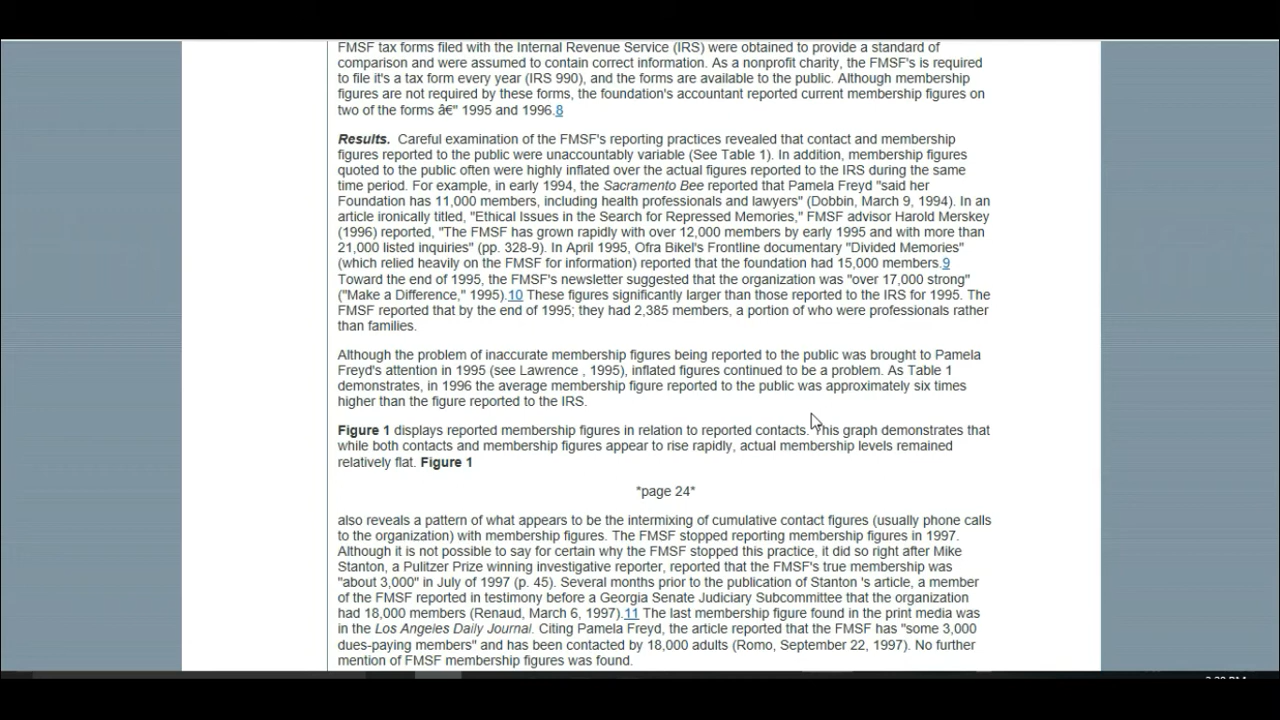 FMSF tax forms filed with the Internal Revenue Service (IRS) were obtained to provide a standard of
comparison and were assumed to contain correct information. As a nonprofit charity, the FMSF's is required
to file it's a tax form every year (IRS 990), and the forms are available to the public. Although membership
figures are not required by these forms, the foundation's accountant reported current membership figures on
two of the forms â€" 1995 and 1996.8
Results. Careful examination of the FMSF's reporting practices revealed that contact and membership
figures reported to the public were unaccountably variable (See Table 1). In addition, membership figures
quoted to the public often were highly inflated over the actual figures reported to the IRS during the same
time period. For example, in early 1994, the Sacramento Bee reported that Pamela Freyd "said her
Foundation has 11,000 members, including health professionals and lawyers" (Dobbin, March 9, 1994). In an
article ironically titled, "Ethical Issues in the Search for Repressed Memories," FMSF advisor Harold Merskey
(1996) reported, "The FMSF has grown rapidly with over 12,000 members by early 1995 and with more than
21,000 listed inquiries" (pp. 328-9). In April 1995, Ofra Bikel's Frontline documentary "Divided Memories"
(which relied heavily on the FMSF for information) reported that the foundation had 15,000 members.9
Toward the end of 1995, the FMSF's newsletter suggested that the organization was "over 17,000 strong"
("Make a Difference," 1995).10 These figures significantly larger than those reported to the IRS for 1995. The
FMSF reported that by the end of 1995; they had 2,385 members, a portion of who were professionals rather
than families.
Although the problem of inaccurate membership figures being reported to the public was brought to Pamela
Freyd's attention in 1995 (see Lawrence , 1995), inflated figures continued to be a problem. As Table 1
demonstrates, in 1996 the average membership figure reported to the public was approximately six times
higher than the figure reported to the IRS.
Figure 1 displays reported membership figures in relation to reported contacts. This graph demonstrates that
while both contacts and membership figures appear to rise rapidly, actual membership levels remained
relatively flat. Figure 1
*page 24*
also reveals a pattern of what appears to be the intermixing of cumulative contact figures (usually phone calls
to the organization) with membership figures. The FMSF stopped reporting membership figures in 1997.
Although it is not possible to say for certain why the FMSF stopped this practice, it did so right after Mike
Stanton, a Pulitzer Prize winning investigative reporter, reported that the FMSF's true membership was
"about 3,000" in July of 1997 (p. 45). Several months prior to the publication of Stanton 's article, a member
of the FMSF reported in testimony before a Georgia Senate Judiciary Subcommittee that the organization
had 18,000 members (Renaud, March 6, 1997).11 The last membership figure found in the print media was
in the Los Angeles Daily Journal. Citing Pamela Freyd, the article reported that the FMSF has "some 3,000
dues-paying members" and has been contacted by 18,000 adults (Romo, September 22, 1997). No further
mention of FMSF membership figures was found.